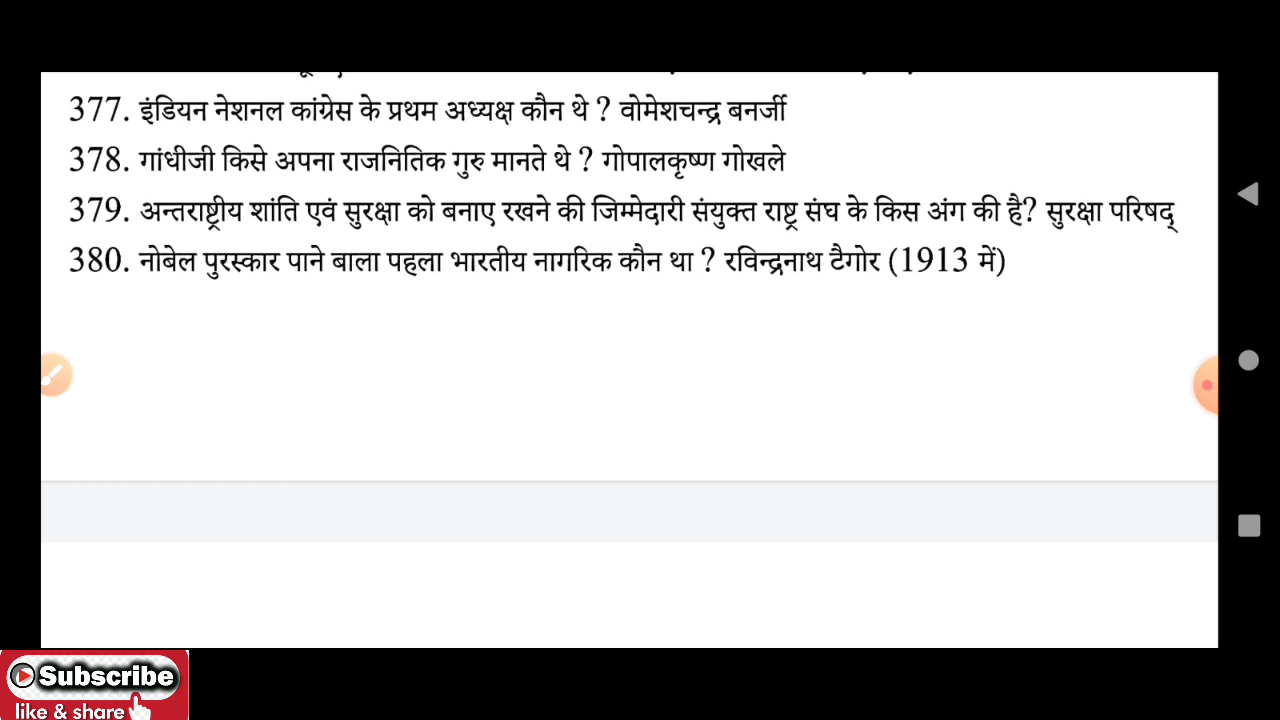 377. इंडियन नेशनल कांग्रेस के प्रथम अध्यक्ष कौन थे ? वोमेशचन्द्र बनर्जी
378. गांधीजी किसे अपना राजनितिक गुरु मानते थे ? गोपालकृष्ण गोखले
379. अन्तराष्ट्रीय शांति एवं सुरक्षा को बनाए रखने की जिम्मेदारी संयुक्त राष्ट्र संघ के किस अंग की है? सुरक्षा परिषद्
380. नोबेल पुरस्कार पाने बाला पहला भारतीय नागरिक कौन था ? रविन्द्रनाथ टैगोर (1913 में)
Subscribe
like & share